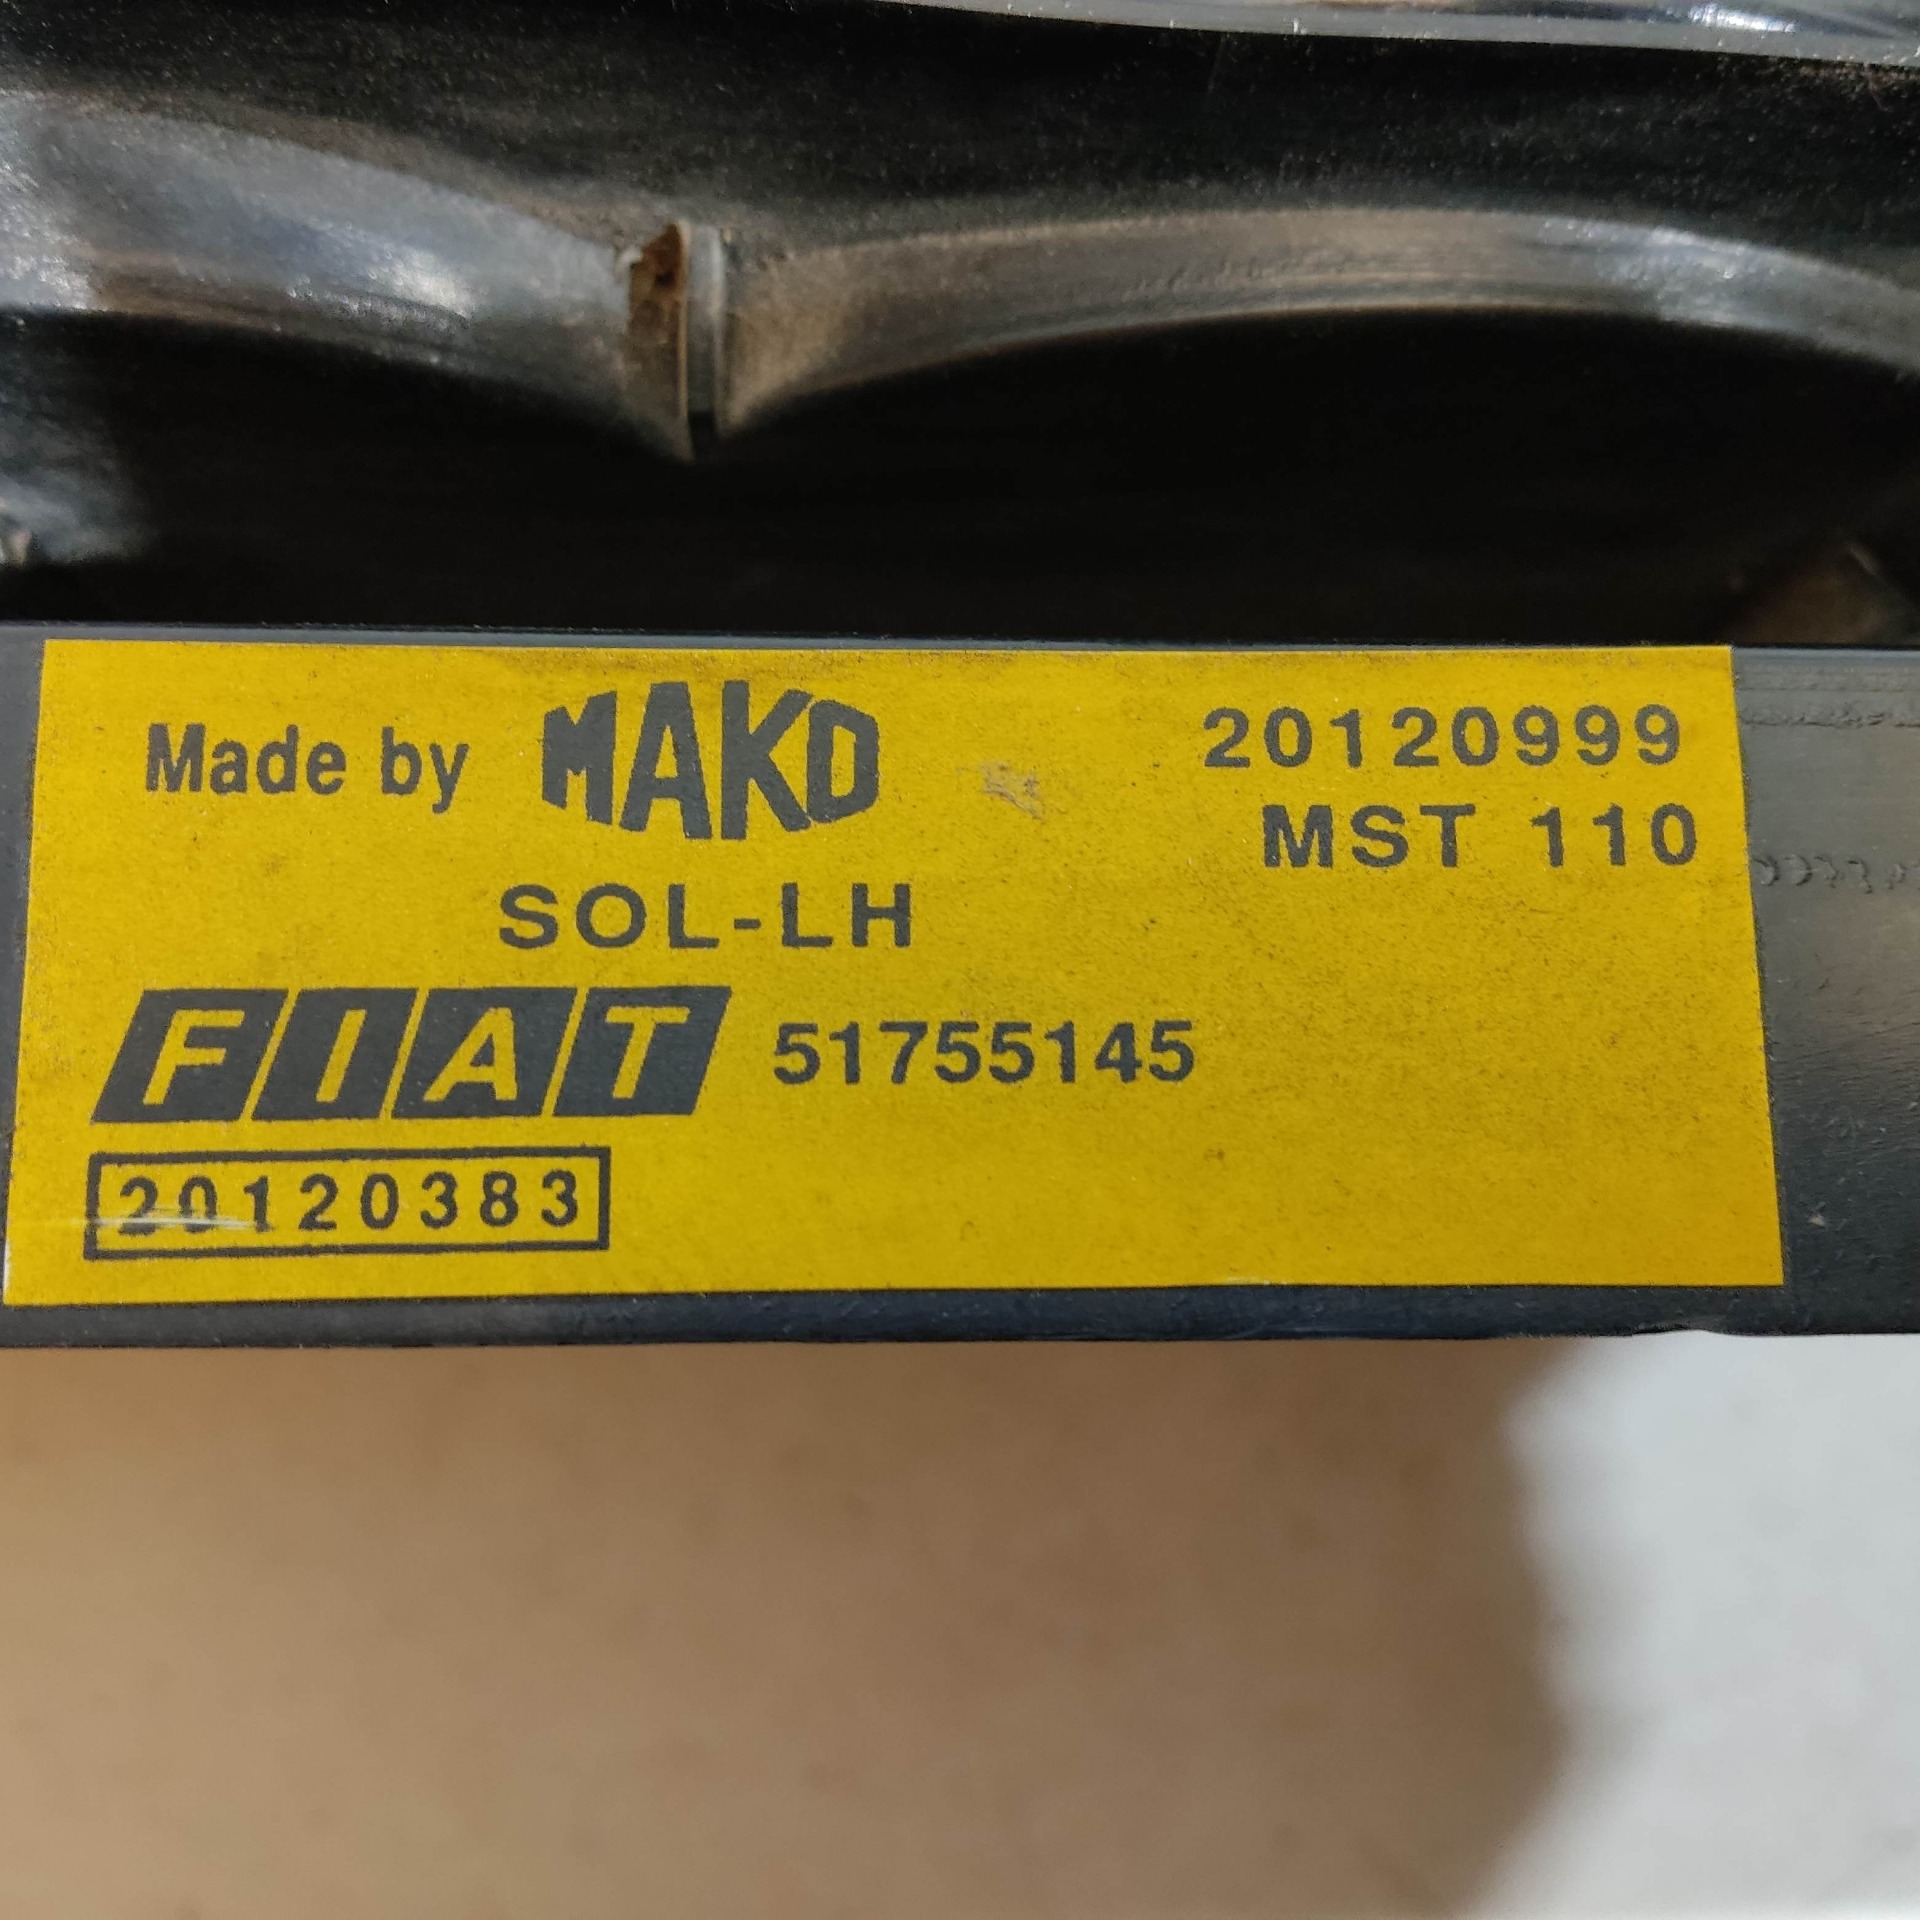 Made by MAKO 20120999
MST 110
SOL-LH
FIAT 51755145
20120383